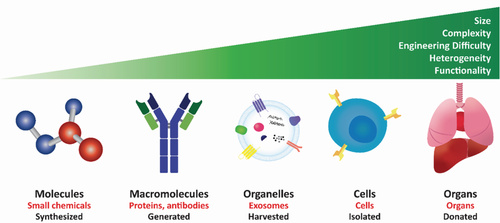 Size
Complexity
Engineering Difficulty
Heterogeneity
Functionality
Molecules
Small chemicals
Synthesized
Macromolecules
Proteins, antibodies
Generated
Organelles
Exosomes
Harvested
Cells
Cells
Isolated
Organs
Organs
Donated